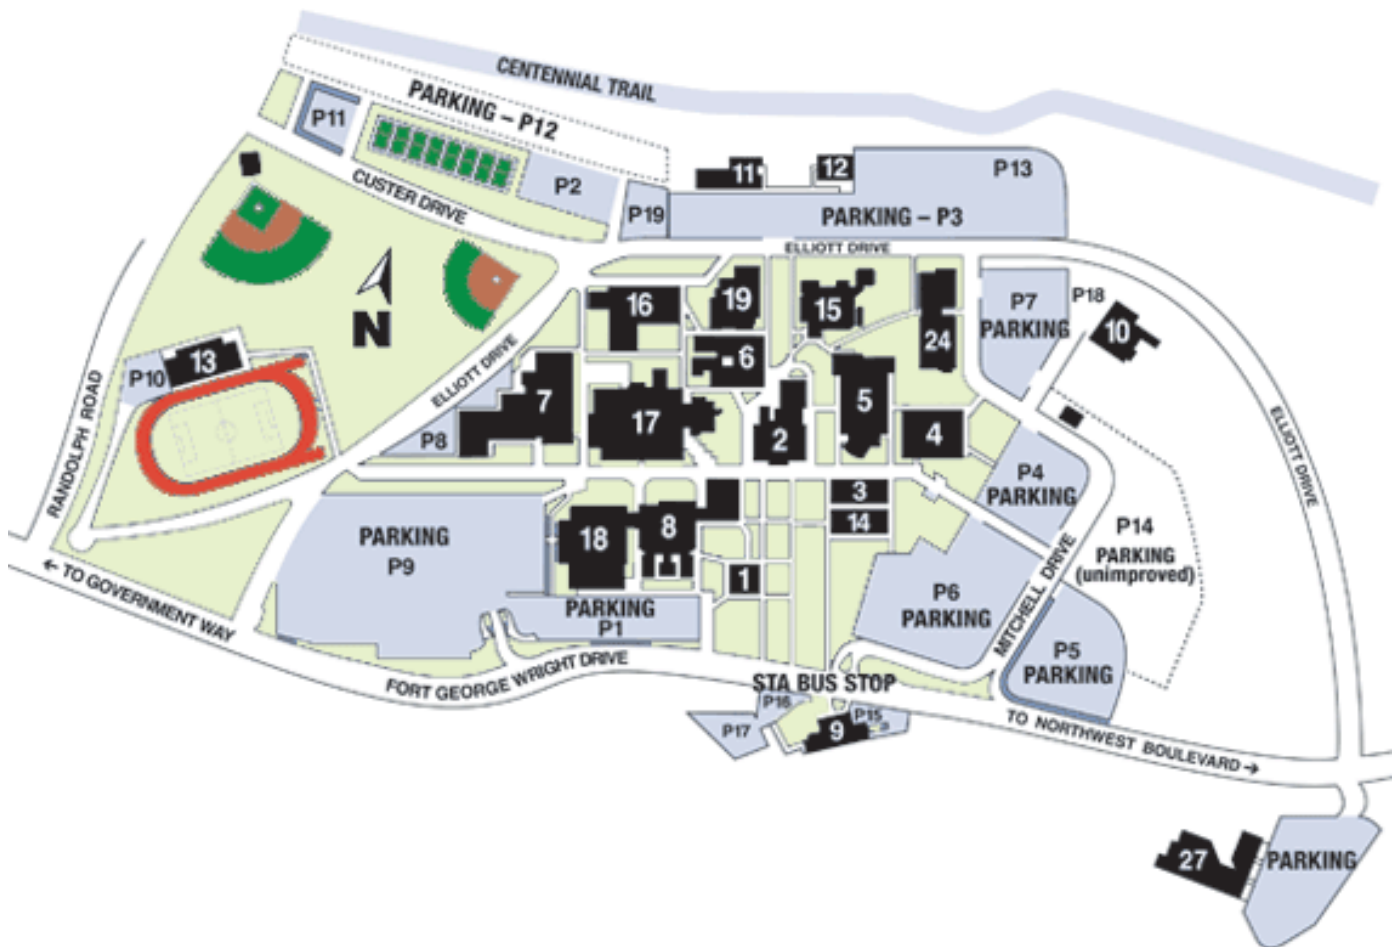 CENTENNIAL TRAIL
PARKING – P12
P11
P2
P19
11
12
P13
PARKING – P3
CUSTER DRIVE
ELLIOTT DRIVE
N
16
19
15
24
P7
PARKING
P18
10
6
13
P10
ELLIOTT DRIVE
P8
7
17
2
5
4
ELLIOTT DRIVE
RANDOLPH ROAD
P4
PARKING
3
14
PARKING
P9
18
8
1
P14
PARKING
(unimproved)
P6
PARKING
MITCHELL DRIVE
PARKING
P1
P5
PARKING
← TO GOVERNMENT WAY
FORT GEORGE WRIGHT DRIVE
STA BUS STOP
P16
P17
9
P15
TO NORTHWEST BOULEVARD →
27
PARKING